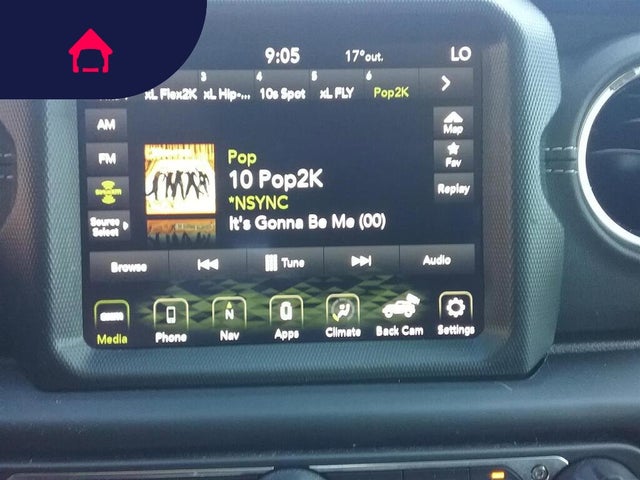 9:05 17°out. LO
3 4 5 6
xL Flex2K xL Hip-... 10s Spot xL FLY Pop2K
AM
FM
Source
Select
Pop
10 Pop2K
*NSYNC
It's Gonna Be Me (00)
Map
Fav
Replay
Browse Tune Audio
Media Phone Nav Apps Climate Back Cam Settings
N